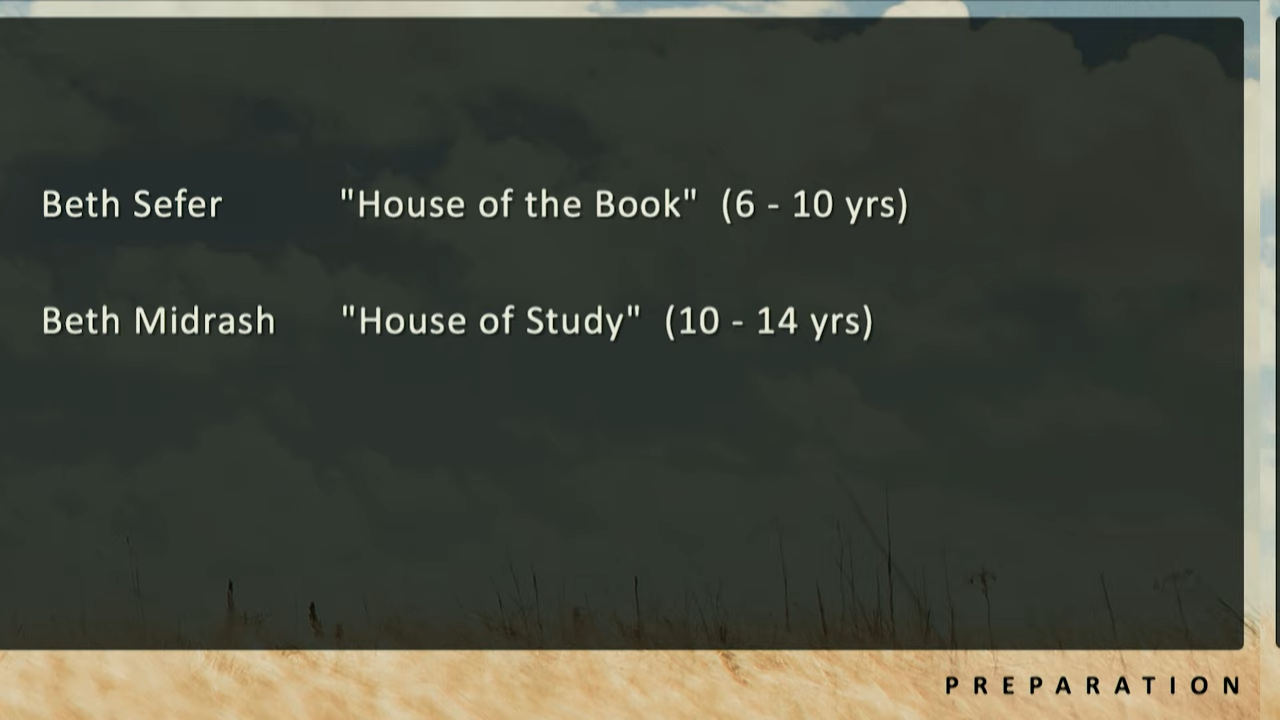 Beth Sefer "House of the Book" (6 - 10 yrs)
Beth Midrash "House of Study" (10 - 14 yrs)
PREPARATION